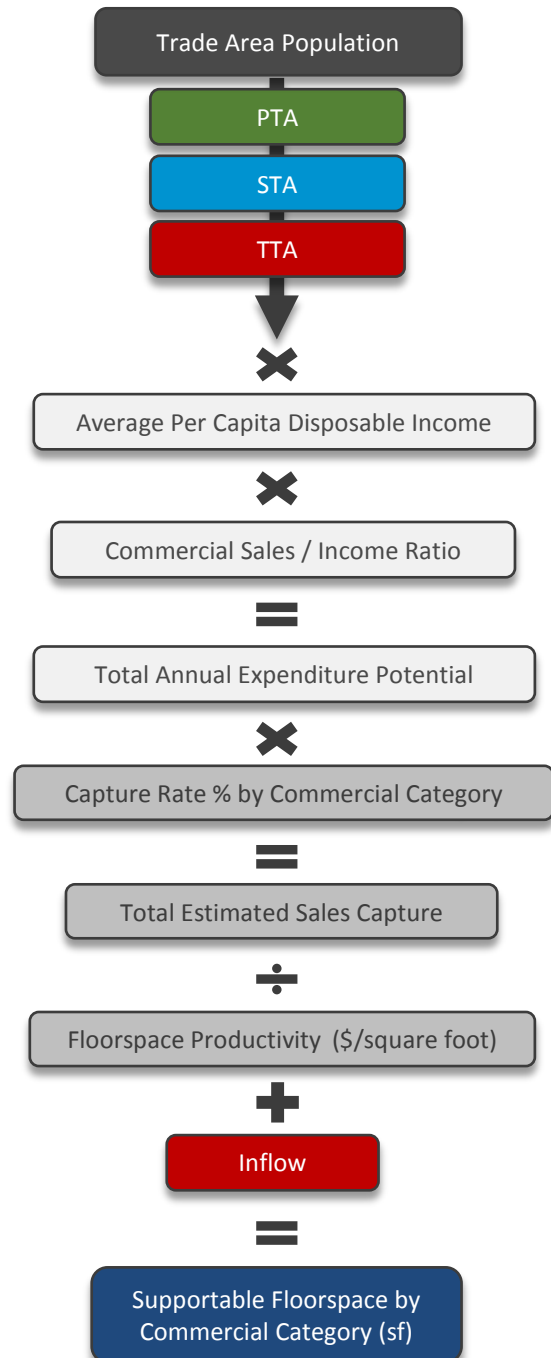 Trade Area Population
PTA
STA
TTA
×
Average Per Capita Disposable Income
×
Commercial Sales / Income Ratio
=
Total Annual Expenditure Potential
×
Capture Rate % by Commercial Category
=
Total Estimated Sales Capture
÷
Floorspace Productivity ($/square foot)
+
Inflow
=
Supportable Floorspace by
Commercial Category (sf)